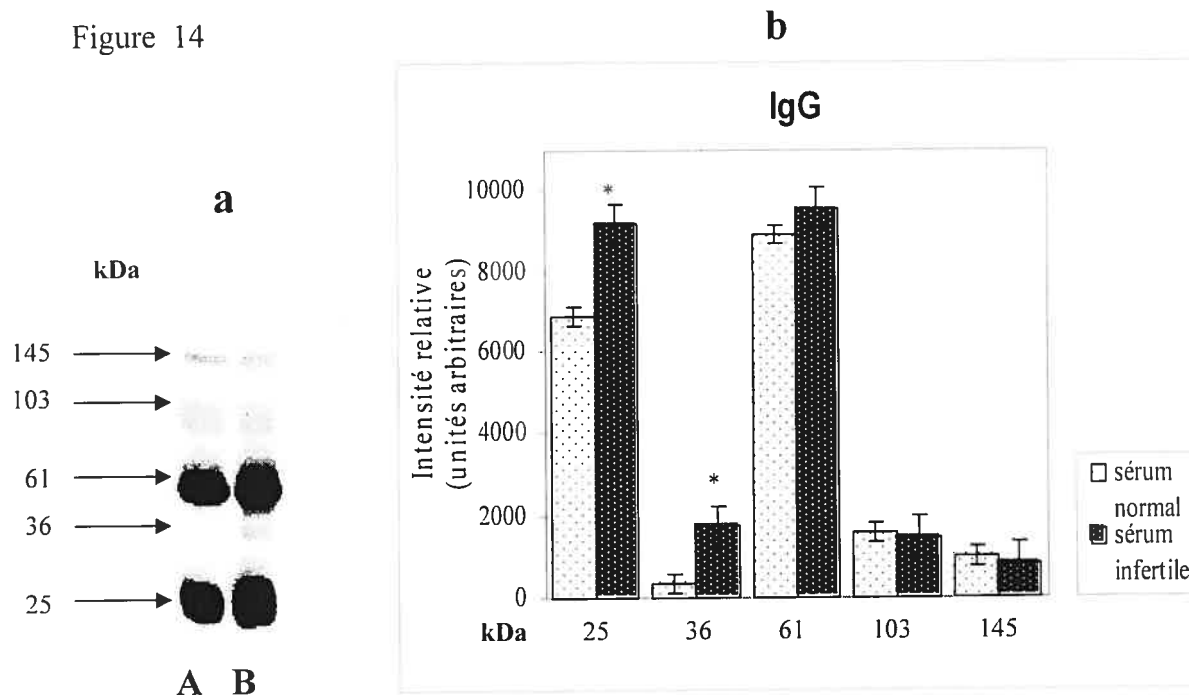 Figure 14
a
kDa
145
103
61
36
25
A B
b
IgG
Intensité relative
(unités arbitraires)
10000
8000
6000
4000
2000
0
*
*
kDa 25 36 61 103 145
sérum
normal
sérum
infertile